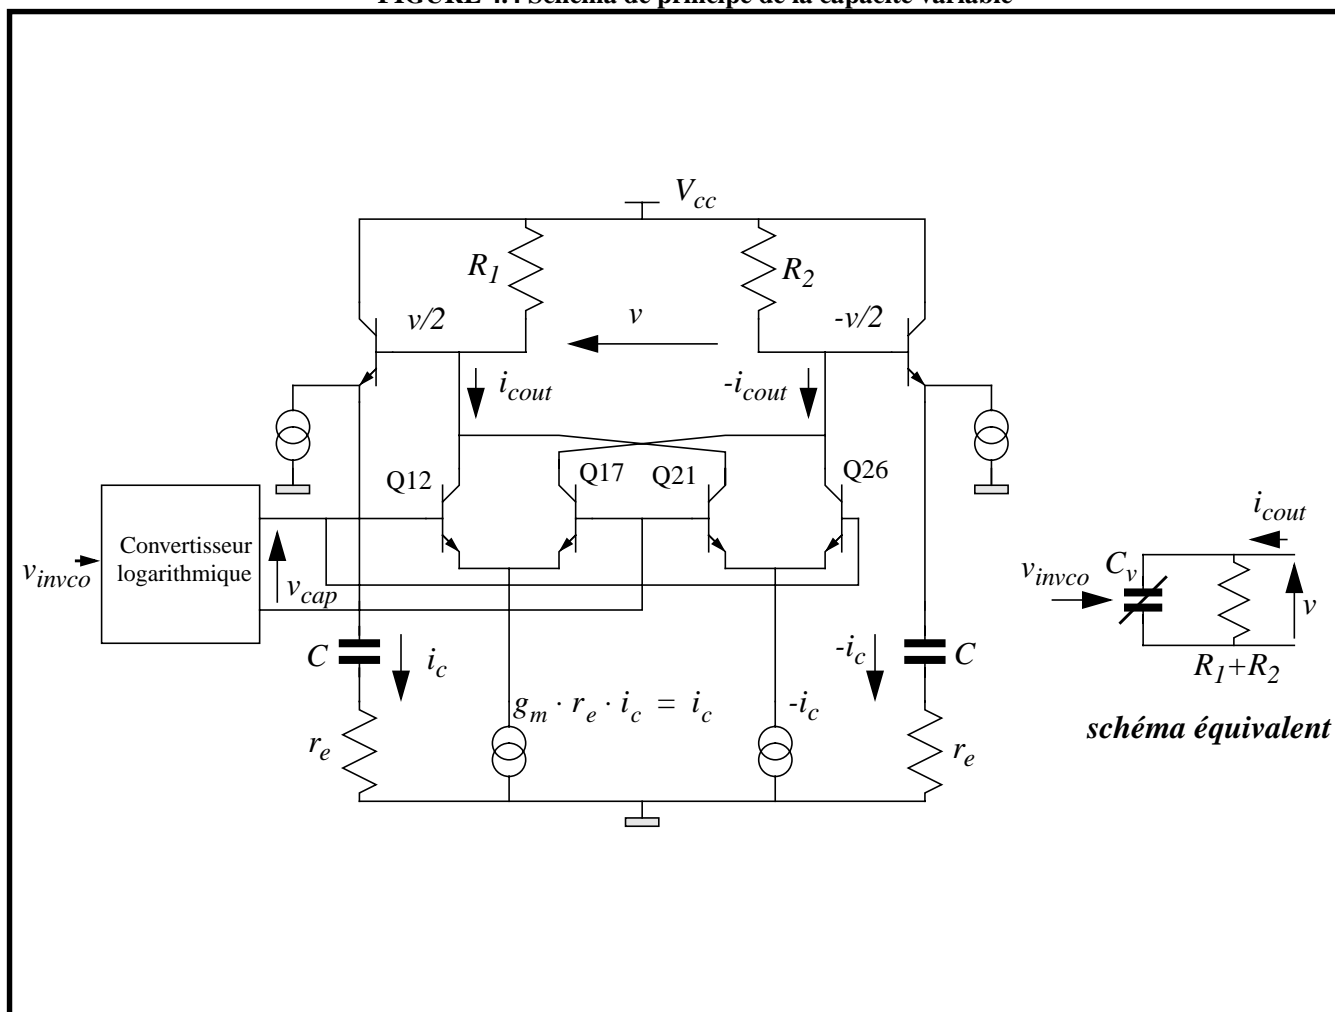 FIGURE 4.4 Schéma de principe de la capacité variable
V_cc
R_1
R_2
v/2
v
-v/2
i_cout
-i_cout
Q12
Q17
Q21
Q26
Convertisseur
logarithmique
v_invco
v_cap
C
i_c
-i_c
C
g_m · r_e · i_c = i_c
-i_c
r_e
r_e
i_cout
v_invco
C_v
v
R_1+R_2
schéma équivalent